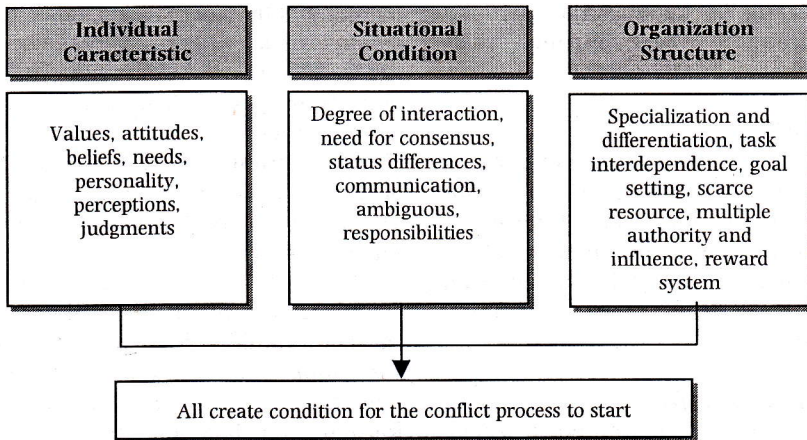 Individual
Caracteristic
Situational
Condition
Organization
Structure
Values, attitudes,
beliefs, needs,
personality,
perceptions,
judgments
Degree of interaction,
need for consensus,
status differences,
communication,
ambiguous,
responsibilities
Specialization and
differentiation, task
interdependence, goal
setting, scarce
resource, multiple
authority and
influence, reward
system
All create condition for the conflict process to start